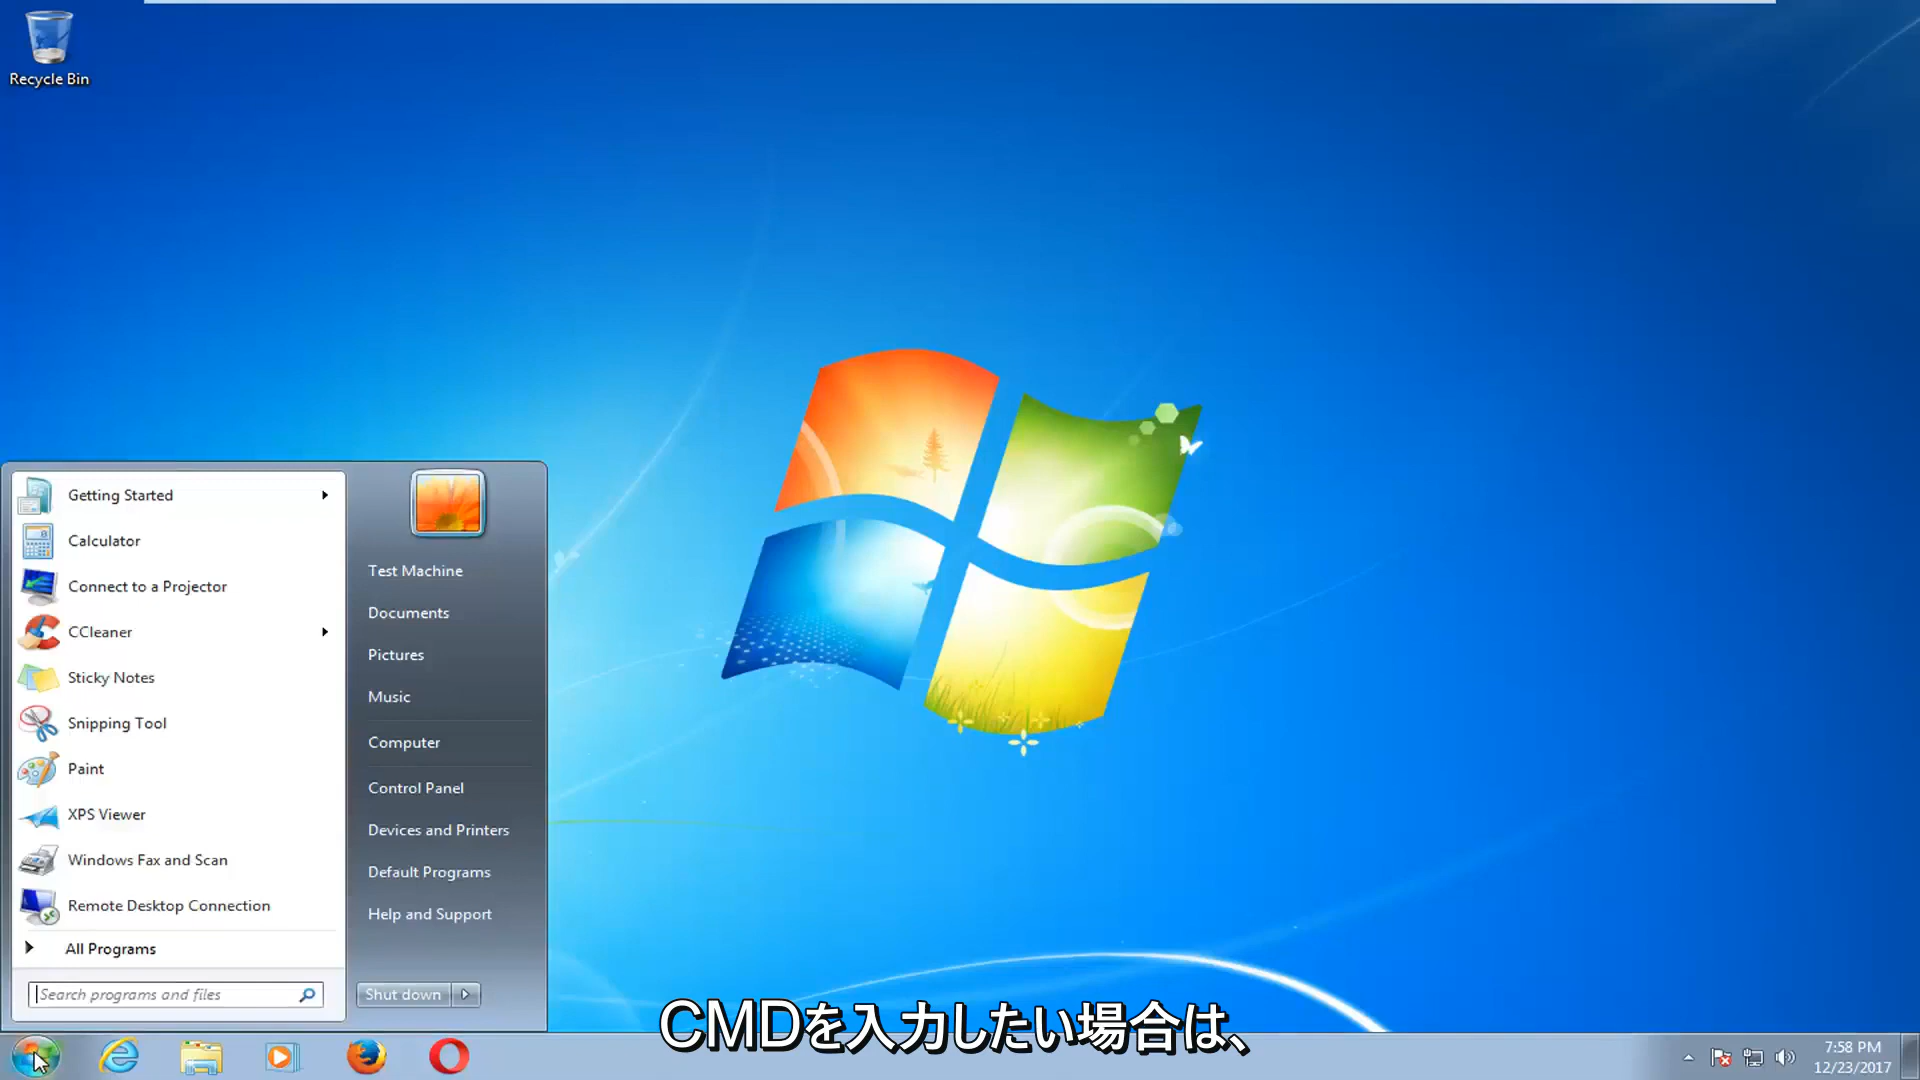 Recycle Bin
Getting Started
Calculator
Connect to a Projector
CCleaner
Sticky Notes
Snipping Tool
Paint
XPS Viewer
Windows Fax and Scan
Remote Desktop Connection
All Programs
Search programs and files
Test Machine
Documents
Pictures
Music
Computer
Control Panel
Devices and Printers
Default Programs
Help and Support
Shut down
CMDを入力したい場合は、
7:58 PM
12/23/2017